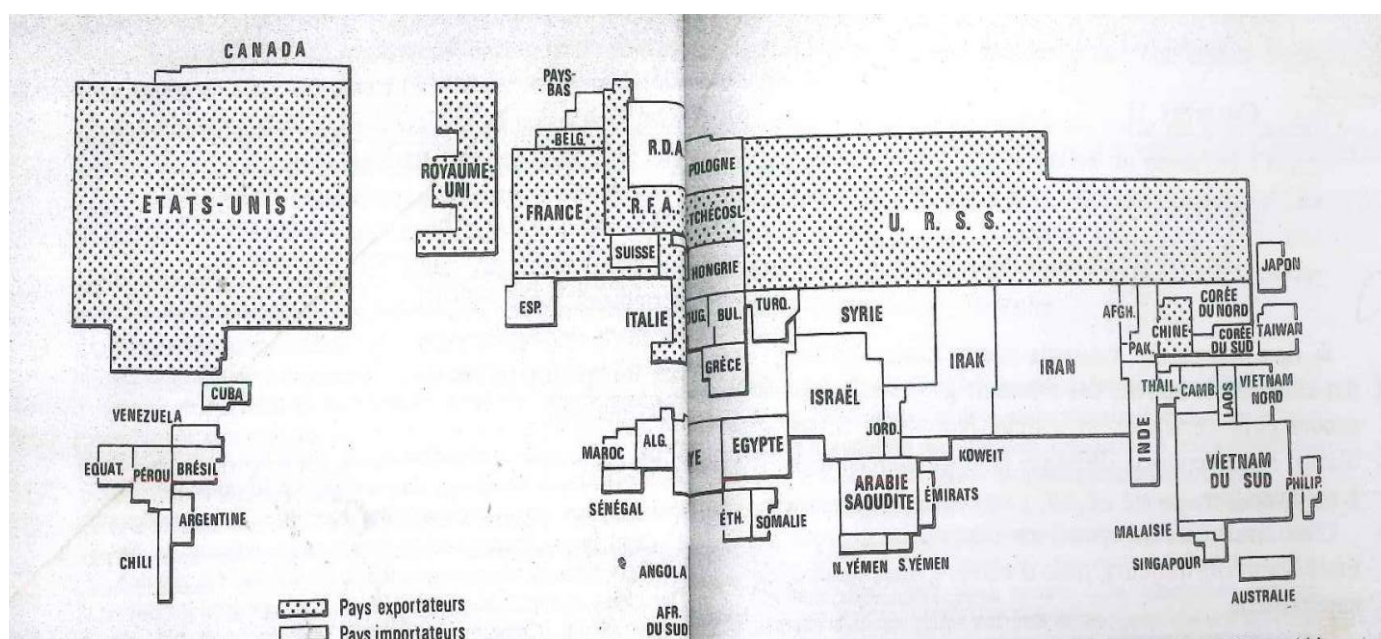 CANADA
ETATS-UNIS
CUBA
VENEZUELA
EQUAT.
PÉROU
BRÉSIL
ARGENTINE
CHILI
ROYAUME-
UNI
PAYS-
BAS
BELG.
FRANCE
R.D.A
R.F.A.
SUISSE
ESP.
ITALIE
POLOGNE
TCHÉCOSL.
HONGRIE
BUL.
GRÈCE
U. R. S. S.
TURQ.
SYRIE
IRAK
IRAN
ISRAËL
JORD.
KOWEIT
AFGH.
PAK.
CHINE
CORÉE
DU NORD
CORÉE
DU SUD
JAPON
TAIWAN
THAIL.
CAMB.
LAOS
VIETNAM
NORD
INDE
VIETNAM
DU SUD
PHILIP.
MALAISIE
SINGAPOUR
AUSTRALIE
MAROC
ALG.
YE
EGYPTE
SÉNÉGAL
ÉTH.
SOMALIE
ARABIE
SAOUDITE
ÉMIRATS
N. YÉMEN
S. YÉMEN
ANGOLA
AFR.
DU SUD
Pays exportateurs
Pays importateurs